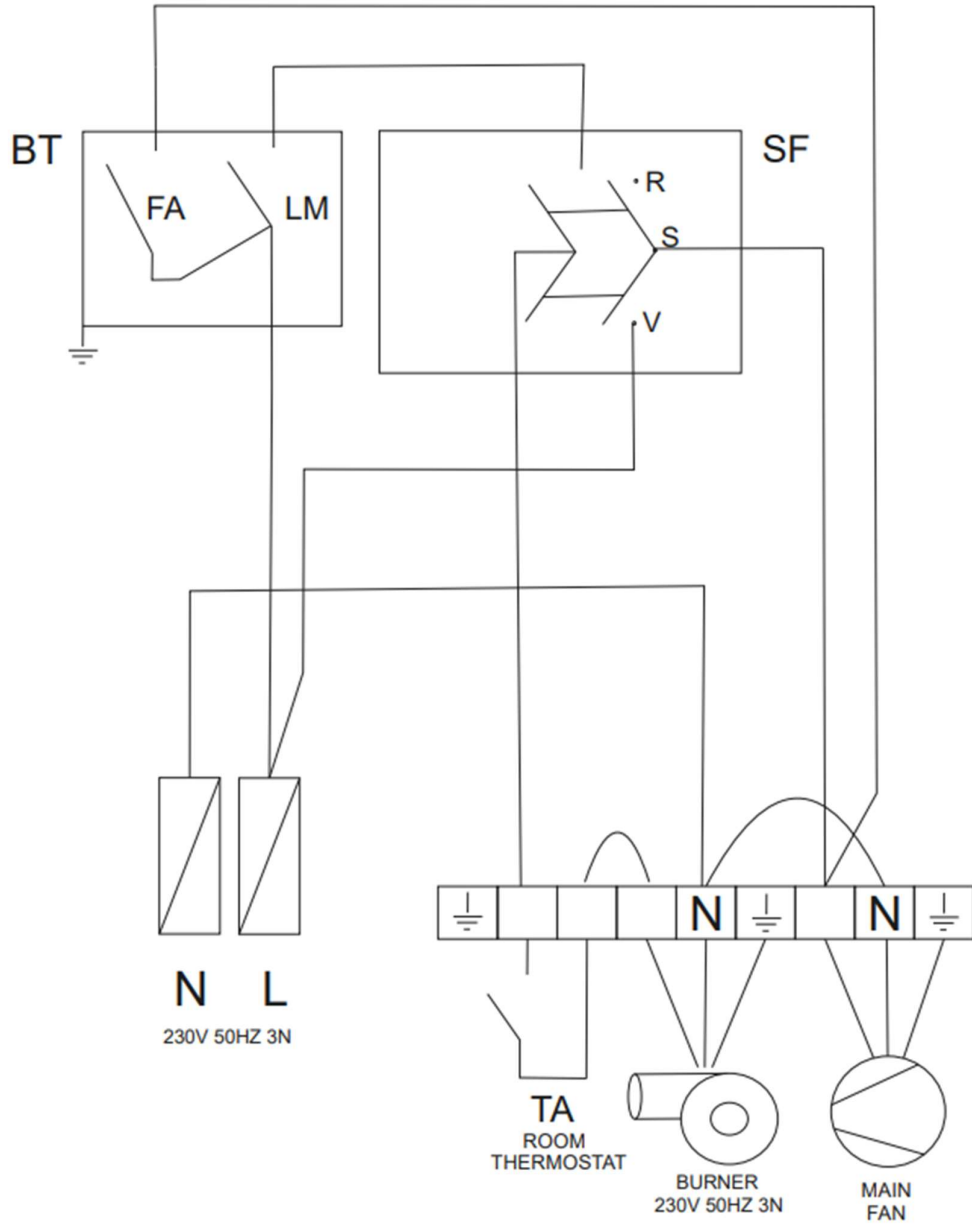 BT
SF
FA
LM
R
S
V
N
N
N
L
230V 50HZ 3N
TA
ROOM
THERMOSTAT
BURNER
230V 50HZ 3N
MAIN
FAN